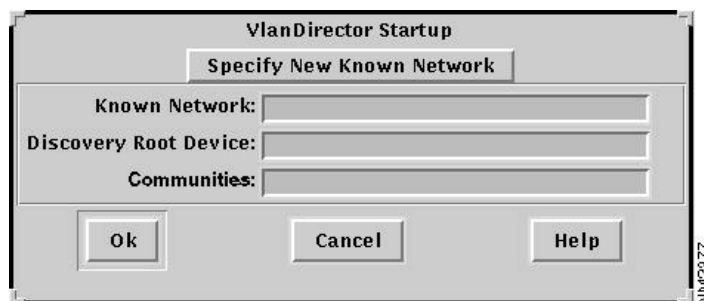 VlanDirector Startup
Specify New Known Network
Known Network:
Discovery Root Device:
Communities:
Ok Cancel Help